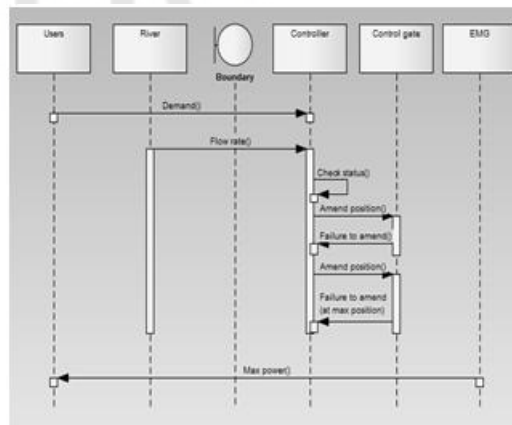 Users
River
Boundary
Controller
Control gate
EMG
Demand()
Flow rate()
Check status()
Amend position()
Failure to amend()
Amend position()
Failure to amend
(at max position)
Max power()